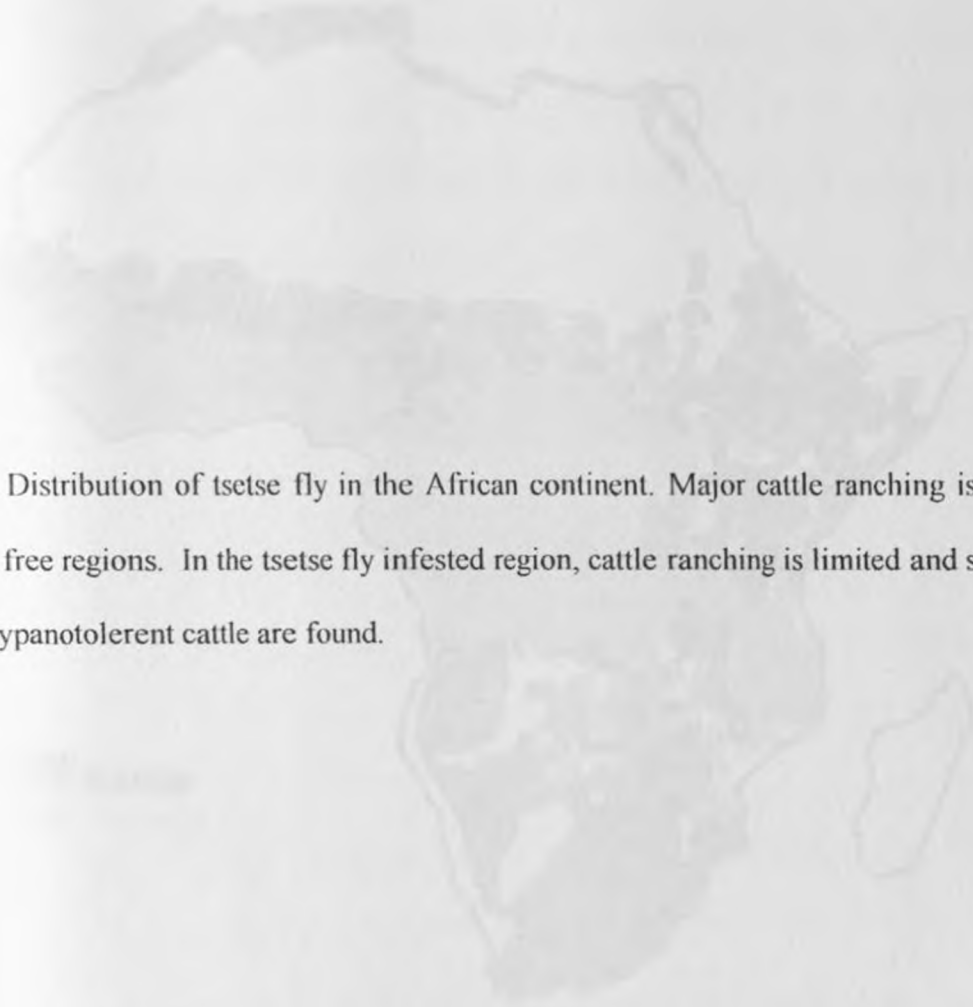 Distribution of tsetse fly in the African continent. Major cattle ranching is
free regions. In the tsetse fly infested region, cattle ranching is limited and s
ypanotolerent cattle are found.